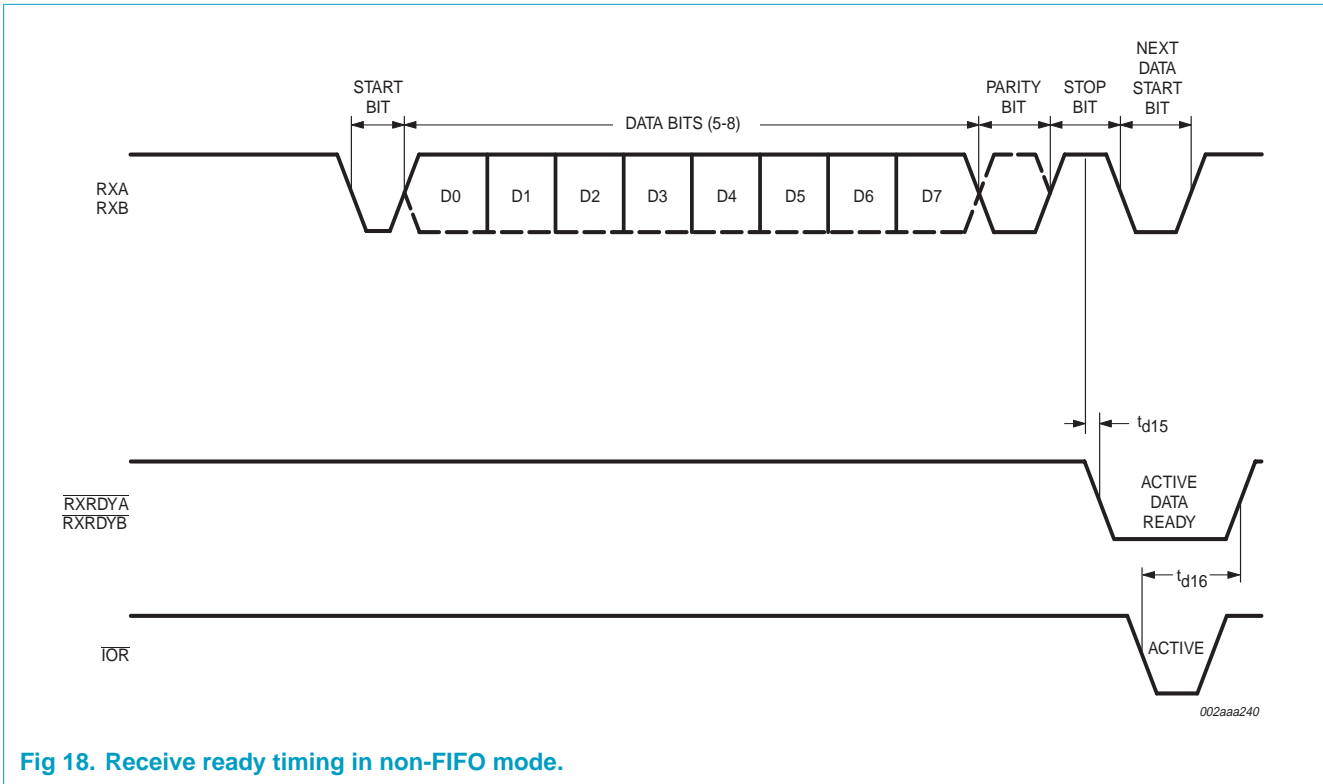 START
BIT
DATA BITS (5-8)
PARITY
BIT
STOP
BIT
NEXT
DATA
START
BIT
RXA
RXB
D0
D1
D2
D3
D4
D5
D6
D7
td15
RXRDYA
RXRDYB
ACTIVE
DATA
READY
td16
IOR
ACTIVE
002aaa240
Fig 18. Receive ready timing in non-FIFO mode.